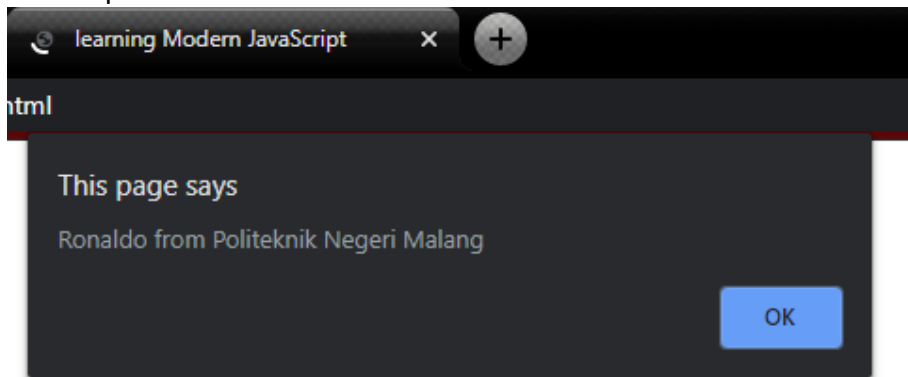 learning Modern JavaScript
html
This page says
Ronaldo from Politeknik Negeri Malang
OK